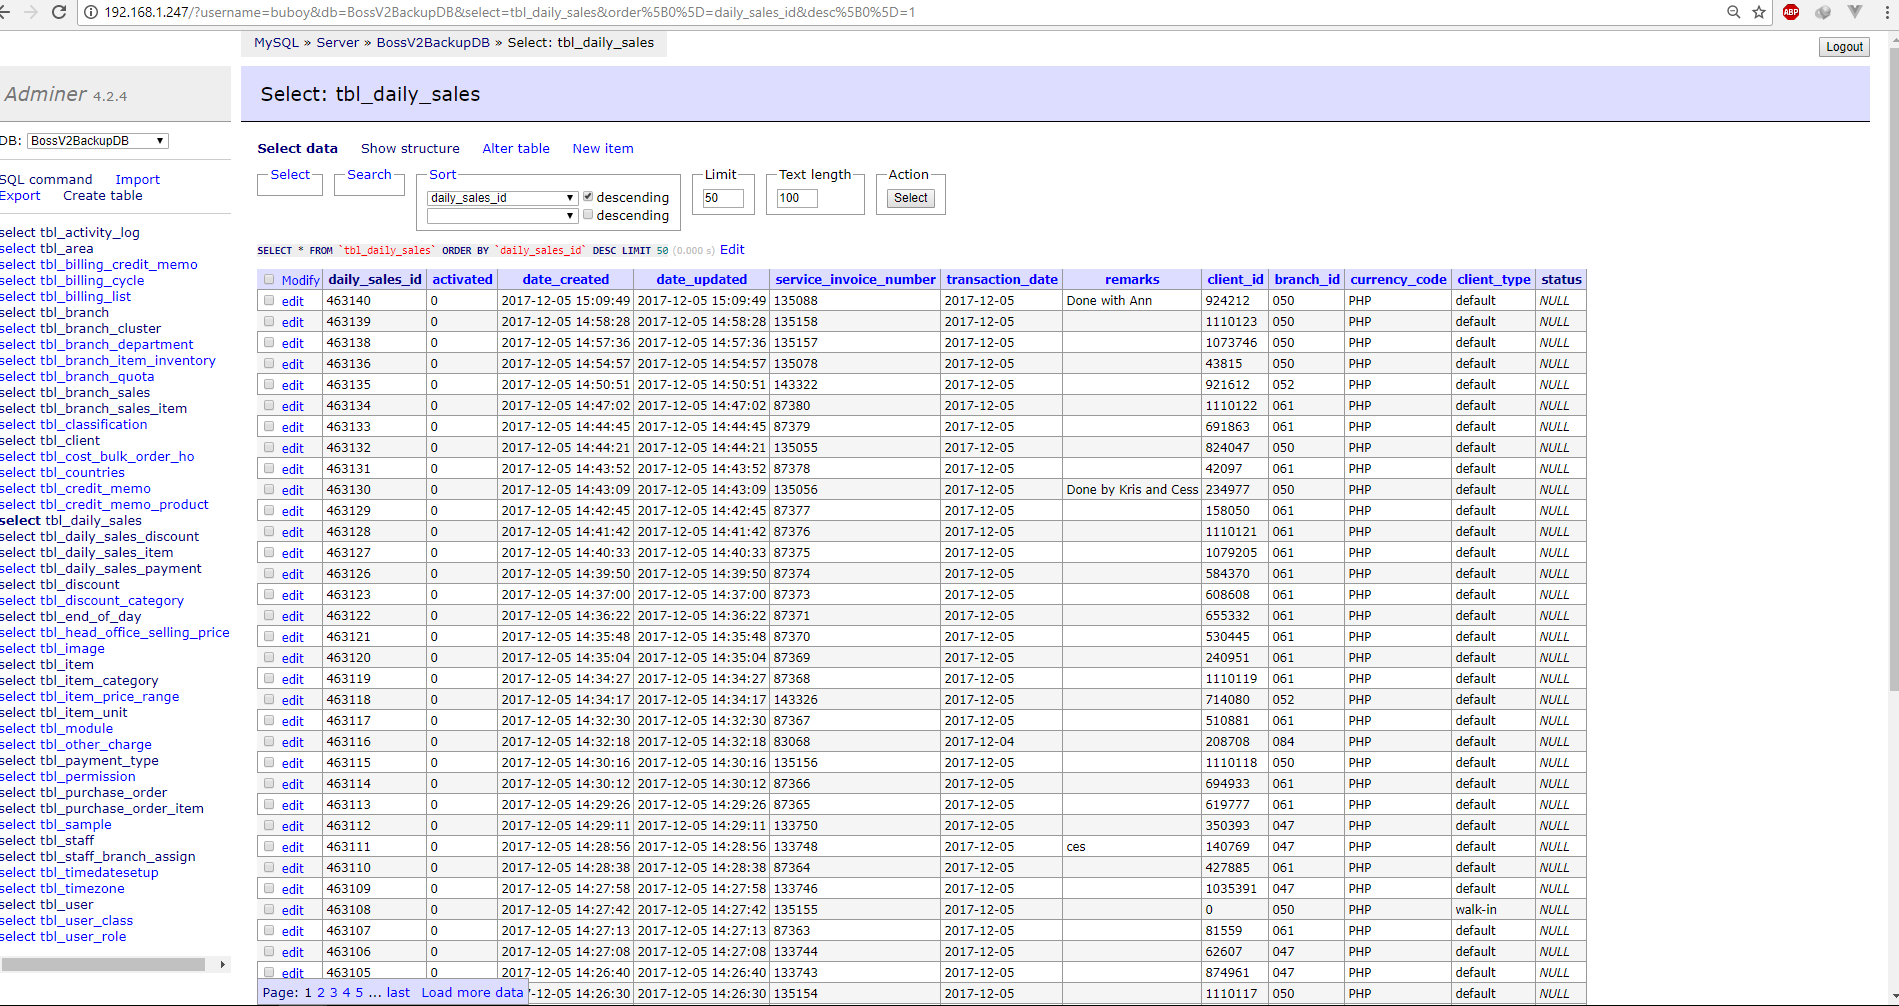 192.168.1.247/?username=buboy&db=BossV2BackupDB&select=tbl_daily_sales&order%5B0%5D=daily_sales_id&desc%5B0%5D=1
ABP
MySQL » Server » BossV2BackupDB » Select: tbl_daily_sales
Logout
Adminer 4.2.4
Select: tbl_daily_sales
DB: BossV2BackupDB
SQL command Import
Export Create table
select tbl_activity_log
select tbl_area
select tbl_billing_credit_memo
select tbl_billing_cycle
select tbl_billing_list
select tbl_branch
select tbl_branch_cluster
select tbl_branch_department
select tbl_branch_item_inventory
select tbl_branch_quota
select tbl_branch_sales
select tbl_branch_sales_item
select tbl_classification
select tbl_client
select tbl_cost_bulk_order_ho
select tbl_countries
select tbl_credit_memo
select tbl_credit_memo_product
select tbl_daily_sales
select tbl_daily_sales_discount
select tbl_daily_sales_item
select tbl_daily_sales_payment
select tbl_discount
select tbl_discount_category
select tbl_end_of_day
select tbl_head_office_selling_price
select tbl_image
select tbl_item
select tbl_item_category
select tbl_item_price_range
select tbl_item_unit
select tbl_module
select tbl_other_charge
select tbl_payment_type
select tbl_permission
select tbl_purchase_order
select tbl_purchase_order_item
select tbl_sample
select tbl_staff
select tbl_staff_branch_assign
select tbl_timedatesetup
select tbl_timezone
select tbl_user
select tbl_user_class
select tbl_user_role
Select data Show structure Alter table New item
Select Search Sort Limit Text length Action
daily_sales_id descending 50 100 Select
descending
SELECT * FROM `tbl_daily_sales` ORDER BY `daily_sales_id` DESC LIMIT 50 (0.000 s) Edit
Modify daily_sales_id activated date_created date_updated service_invoice_number transaction_date remarks client_id branch_id currency_code client_type status
edit 463140 0 2017-12-05 15:09:49 2017-12-05 15:09:49 135088 2017-12-05 Done with Ann 924212 050 PHP default NULL
edit 463139 0 2017-12-05 14:58:28 2017-12-05 14:58:28 135158 2017-12-05 1110123 050 PHP default NULL
edit 463138 0 2017-12-05 14:57:36 2017-12-05 14:57:36 135157 2017-12-05 1073746 050 PHP default NULL
edit 463136 0 2017-12-05 14:54:57 2017-12-05 14:54:57 135078 2017-12-05 43815 050 PHP default NULL
edit 463135 0 2017-12-05 14:50:51 2017-12-05 14:50:51 143322 2017-12-05 921612 052 PHP default NULL
edit 463134 0 2017-12-05 14:47:02 2017-12-05 14:47:02 87380 2017-12-05 1110122 061 PHP default NULL
edit 463133 0 2017-12-05 14:44:45 2017-12-05 14:44:45 87379 2017-12-05 691863 061 PHP default NULL
edit 463132 0 2017-12-05 14:44:21 2017-12-05 14:44:21 135055 2017-12-05 824047 050 PHP default NULL
edit 463131 0 2017-12-05 14:43:52 2017-12-05 14:43:52 87378 2017-12-05 42097 061 PHP default NULL
edit 463130 0 2017-12-05 14:43:09 2017-12-05 14:43:09 135056 2017-12-05 Done by Kris and Cess 234977 050 PHP default NULL
edit 463129 0 2017-12-05 14:42:45 2017-12-05 14:42:45 87377 2017-12-05 158050 061 PHP default NULL
edit 463128 0 2017-12-05 14:41:42 2017-12-05 14:41:42 87376 2017-12-05 1110121 061 PHP default NULL
edit 463127 0 2017-12-05 14:40:33 2017-12-05 14:40:33 87375 2017-12-05 1079205 061 PHP default NULL
edit 463126 0 2017-12-05 14:39:50 2017-12-05 14:39:50 87374 2017-12-05 584370 061 PHP default NULL
edit 463123 0 2017-12-05 14:37:00 2017-12-05 14:37:00 87373 2017-12-05 608608 061 PHP default NULL
edit 463122 0 2017-12-05 14:36:22 2017-12-05 14:36:22 87371 2017-12-05 655332 061 PHP default NULL
edit 463121 0 2017-12-05 14:35:48 2017-12-05 14:35:48 87370 2017-12-05 530445 061 PHP default NULL
edit 463120 0 2017-12-05 14:35:04 2017-12-05 14:35:04 87369 2017-12-05 240951 061 PHP default NULL
edit 463119 0 2017-12-05 14:34:27 2017-12-05 14:34:27 87368 2017-12-05 1110119 061 PHP default NULL
edit 463118 0 2017-12-05 14:34:17 2017-12-05 14:34:17 143326 2017-12-05 714080 052 PHP default NULL
edit 463117 0 2017-12-05 14:32:30 2017-12-05 14:32:30 87367 2017-12-05 510881 061 PHP default NULL
edit 463116 0 2017-12-05 14:32:18 2017-12-05 14:32:18 83068 2017-12-04 208708 084 PHP default NULL
edit 463115 0 2017-12-05 14:30:16 2017-12-05 14:30:16 135156 2017-12-05 1110118 050 PHP default NULL
edit 463114 0 2017-12-05 14:30:12 2017-12-05 14:30:12 87366 2017-12-05 694933 061 PHP default NULL
edit 463113 0 2017-12-05 14:29:26 2017-12-05 14:29:26 87365 2017-12-05 619777 061 PHP default NULL
edit 463112 0 2017-12-05 14:29:11 2017-12-05 14:29:11 133750 2017-12-05 350393 047 PHP default NULL
edit 463111 0 2017-12-05 14:28:56 2017-12-05 14:28:56 133748 2017-12-05 ces 140769 047 PHP default NULL
edit 463110 0 2017-12-05 14:28:38 2017-12-05 14:28:38 87364 2017-12-05 427885 061 PHP default NULL
edit 463109 0 2017-12-05 14:27:58 2017-12-05 14:27:58 133746 2017-12-05 1035391 047 PHP default NULL
edit 463108 0 2017-12-05 14:27:42 2017-12-05 14:27:42 135155 2017-12-05 0 050 PHP walk-in NULL
edit 463107 0 2017-12-05 14:27:13 2017-12-05 14:27:13 87363 2017-12-05 81559 061 PHP default NULL
edit 463106 0 2017-12-05 14:27:08 2017-12-05 14:27:08 133744 2017-12-05 62607 047 PHP default NULL
edit 463105 0 2017-12-05 14:26:40 2017-12-05 14:26:40 133743 2017-12-05 874961 047 PHP default NULL
Page: 1 2 3 4 5 ... last Load more data -12-05 14:26:30 2017-12-05 14:26:30 135154 2017-12-05 1110117 050 PHP default NULL